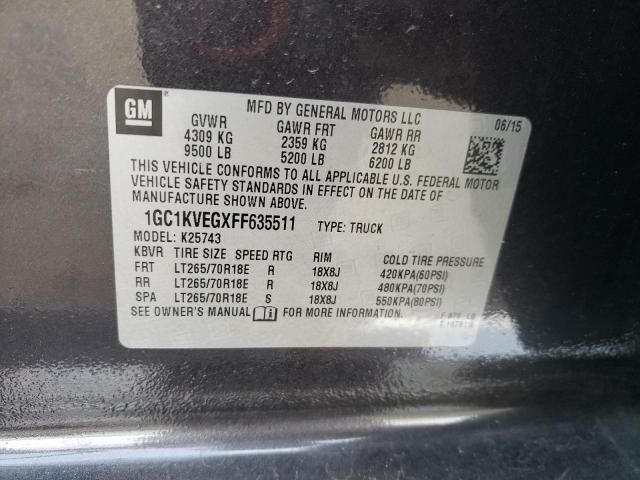 GM
MFD BY GENERAL MOTORS LLC
06/15
GVWR GAWR FRT GAWR RR
4309 KG 2359 KG 2812 KG
9500 LB 5200 LB 6200 LB
THIS VEHICLE CONFORMS TO ALL APPLICABLE U.S. FEDERAL MOTOR
VEHICLE SAFETY STANDARDS IN EFFECT ON THE DATE OF
MANUFACTURE SHOWN ABOVE.
1GC1KVEGXFF635511 TYPE: TRUCK
MODEL: K25743
KBVR TIRE SIZE SPEED RTG RIM COLD TIRE PRESSURE
FRT LT265/70R18E R 18X8J 420KPA(60PSI)
RR LT265/70R18E R 18X8J 480KPA(70PSI)
SPA LT265/70R18E S 18X8J 550KPA(80PSI)
SEE OWNER'S MANUAL FOR MORE INFORMATION.